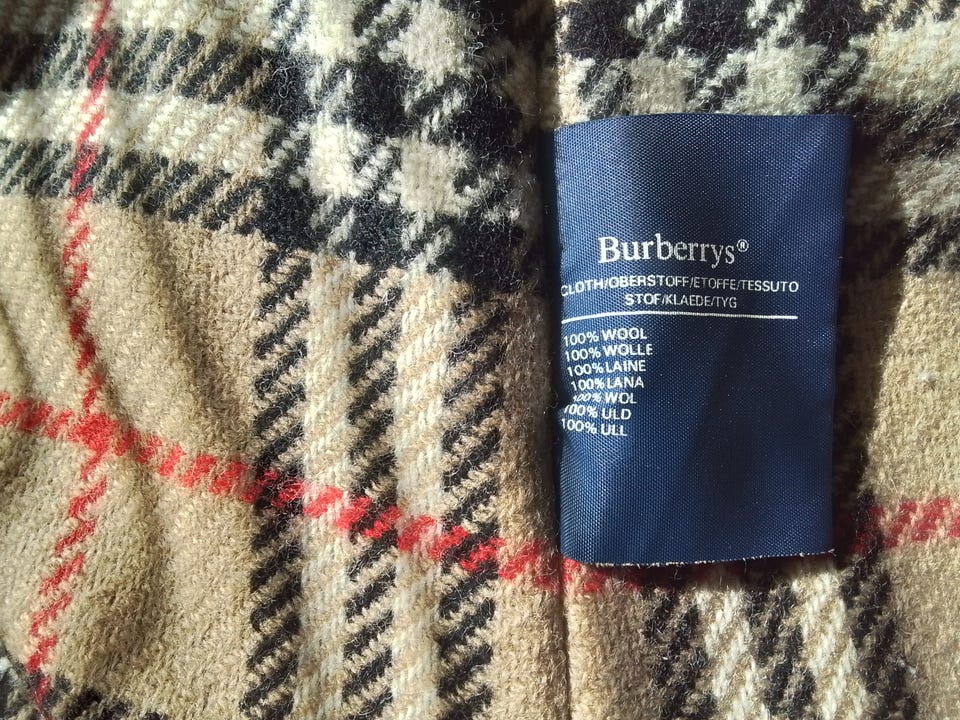 Burberrys®
CLOTH/OBERSTOFF/ETOFFE/TESSUTO
STOF/KLAEDE/TYG
100% WOOL
100% WOLLE
100% LAINE
100% LANA
100% WOL
100% ULD
100% ULL